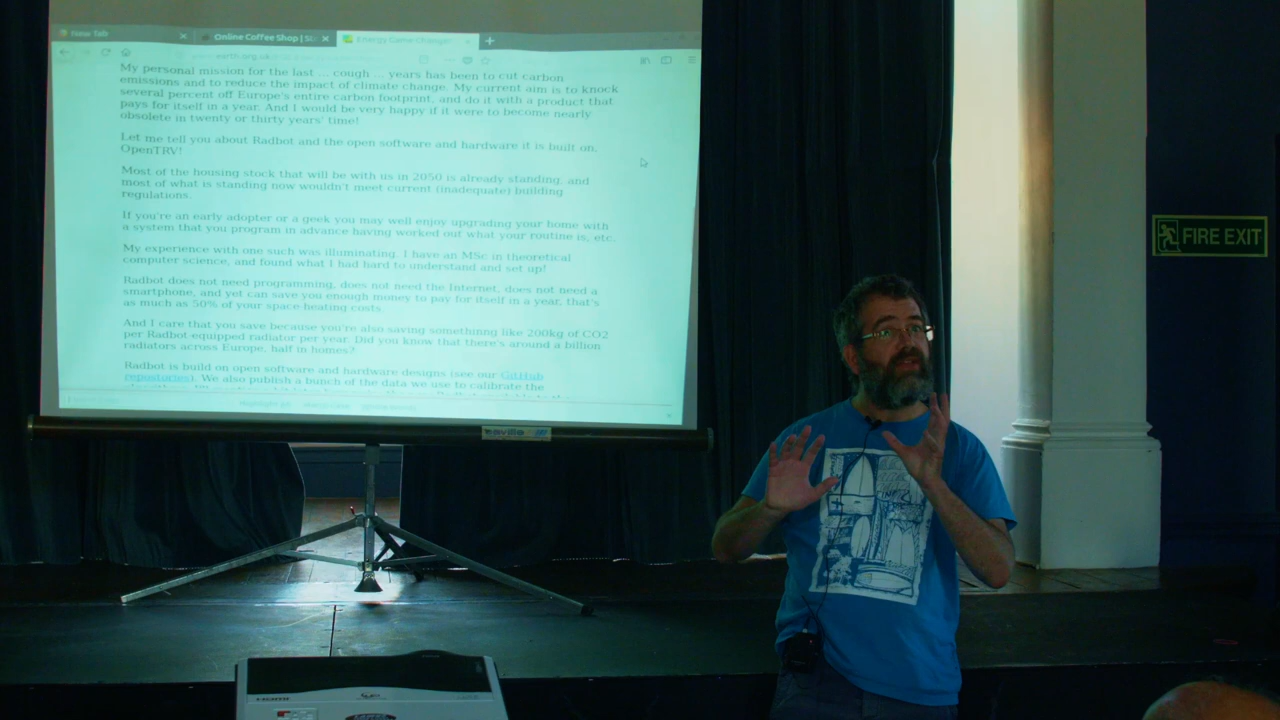 New Tab
Online Coffee Shop | St
Energy Game Changer
earth.org.uk
My personal mission for the last ... cough ... years has been to cut carbon
emissions and to reduce the impact of climate change. My current aim is to knock
several percent off Europe's entire carbon footprint, and do it with a product that
pays for itself in a year. And I would be very happy if it were to become nearly
obsolete in twenty or thirty years' time!
Let me tell you about Radbot and the open software and hardware it is built on,
OpenTRV!
Most of the housing stock that will be with us in 2050 is already standing, and
most of what is standing now wouldn't meet current (inadequate) building
regulations.
If you're an early adopter or a geek you may well enjoy upgrading your home with
a system that you program in advance having worked out what your routine is, etc.
My experience with one such was illuminating. I have an MSc in theoretical
computer science, and found what I had hard to understand and set up!
Radbot does not need programming, does not need the Internet, does not need a
smartphone, and yet can save you enough money to pay for itself in a year, that's
as much as 50% of your space-heating costs.
And I care that you save because you're also saving somethinng like 200kg of CO2
per Radbot-equipped radiator per year. Did you know that there's around a billion
radiators across Europe, half in homes?
Radbot is build on open software and hardware designs (see our GitHub
repositories). We also publish a bunch of the data we use to calibrate the
saville
FIRE EXIT
HDMI